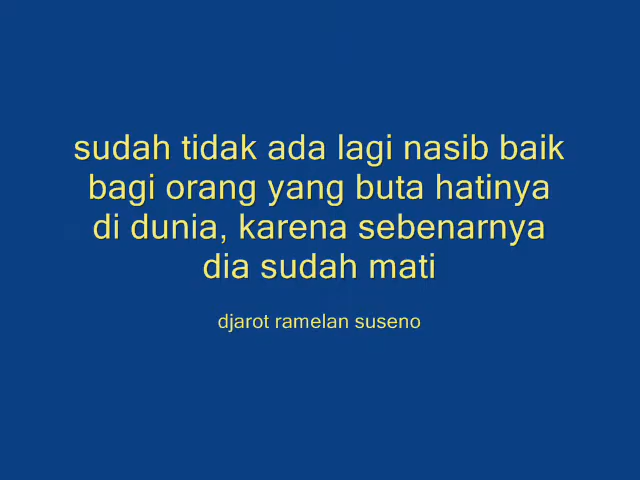 sudah tidak ada lagi nasib baik
bagi orang yang buta hatinya
di dunia, karena sebenarnya
dia sudah mati
djarot ramelan suseno